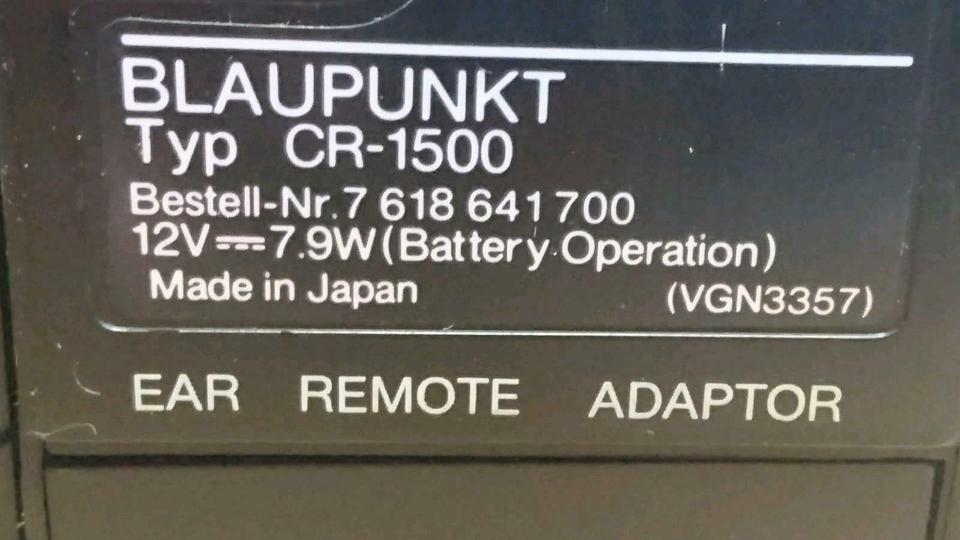 BLAUPUNKT
Typ CR-1500
Bestell-Nr.7 618 641 700
12V⎓7.9W(Battery Operation)
Made in Japan (VGN3357)
EAR REMOTE ADAPTOR